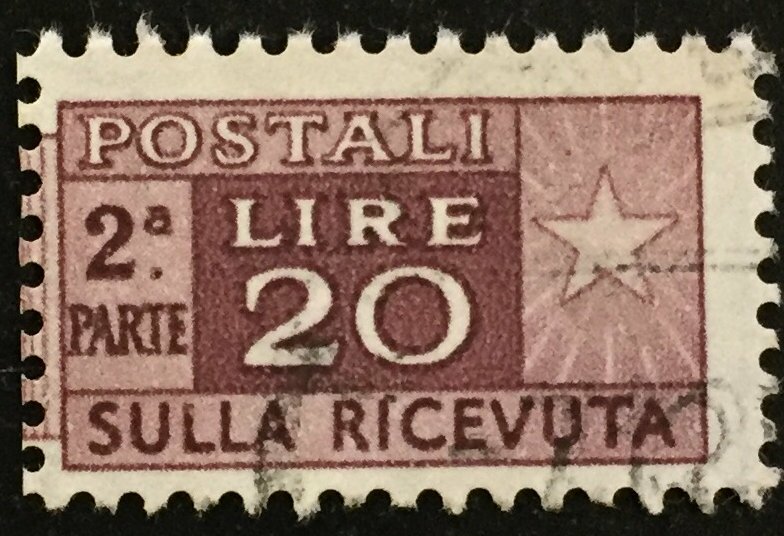 POSTALI
2.ª
PARTE
LIRE
20
SULLA RICEVUTA